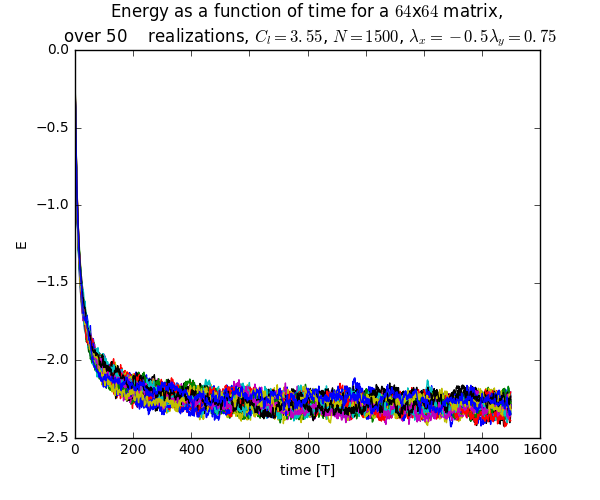 Energy as a function of time for a 64x64 matrix,
over 50 realizations, C_l = 3.55, N = 1500, λ_x = −0.5λ_y = 0.75
0.0
−0.5
−1.0
−1.5
−2.0
−2.5
E
0 200 400 600 800 1000 1200 1400 1600
time [T]